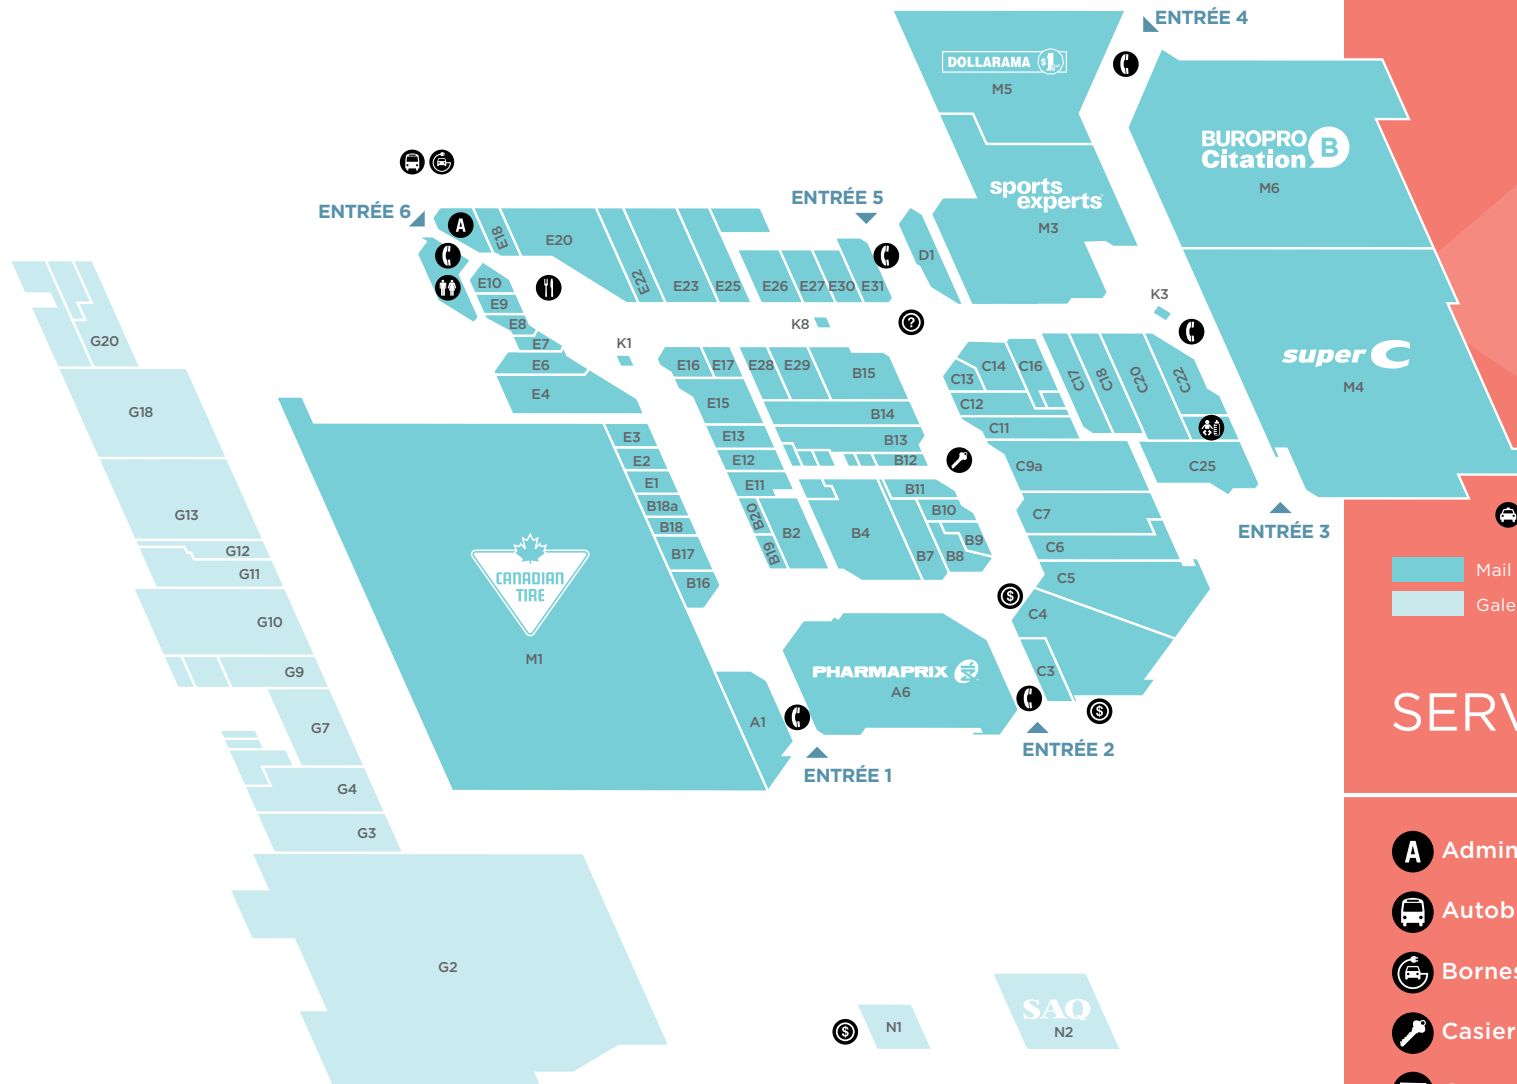 ENTRÉE 4
DOLLARAMA $1
M5
BUROPRO
Citation B
M6
sports
experts
M3
ENTRÉE 5
ENTRÉE 6
A
E18
E20
E22
E23
E25
E26
E27
E30
E31
D1
E10
E9
E8
E7
E6
E4
K1
K8
?
K3
super C
M4
G20
G18
G13
G12
G11
G10
G9
G7
G4
G3
G2
E16
E17
E15
E13
E12
E11
E28
E29
B15
B14
B13
B12
C14
C16
C13
C12
C11
C17
C18
C20
C22
C9a
C25
E3
E2
E1
B18a
B18
B17
B16
B20
B19
B2
B4
B11
B10
B9
B8
B7
C7
C6
C5
C4
C3
$
ENTRÉE 3
CANADIAN
TIRE
M1
PHARMAPRIX
A6
A1
$
ENTRÉE 1
ENTRÉE 2
$
N1
SAQ
N2
Mail
Gale
SERV
A Admin
Autob
Bornes
Casier